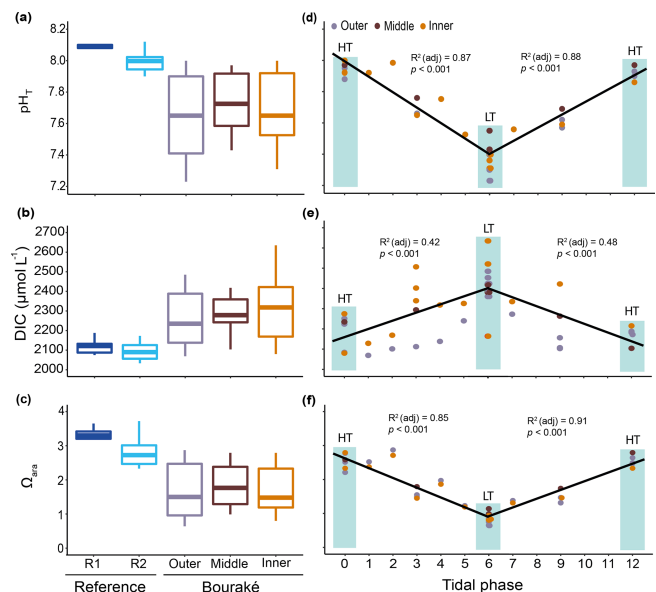 (a)
pH_T
8.2
8.0
7.8
7.6
7.4
7.2
(b)
DIC (µmol L⁻¹)
2700
2600
2500
2400
2300
2200
2100
2000
(c)
Ω_ara
4
3
2
1
0
R1 R2 Outer Middle Inner
Reference Bouraké
(d)
Outer Middle Inner
HT
R² (adj) = 0.87
p < 0.001
R² (adj) = 0.88
p < 0.001
HT
LT
(e)
LT
R² (adj) = 0.42
p < 0.001
R² (adj) = 0.48
p < 0.001
HT
HT
(f)
R² (adj) = 0.85
p < 0.001
R² (adj) = 0.91
p < 0.001
HT
HT
LT
0 1 2 3 4 5 6 7 8 9 10 11 12
Tidal phase